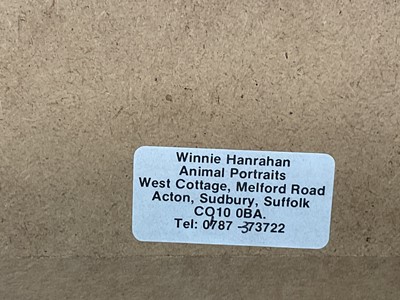 Winnie Hanrahan
Animal Portraits
West Cottage, Melford Road
Acton, Sudbury, Suffolk
CO10 0BA.
Tel: 0787 -373722